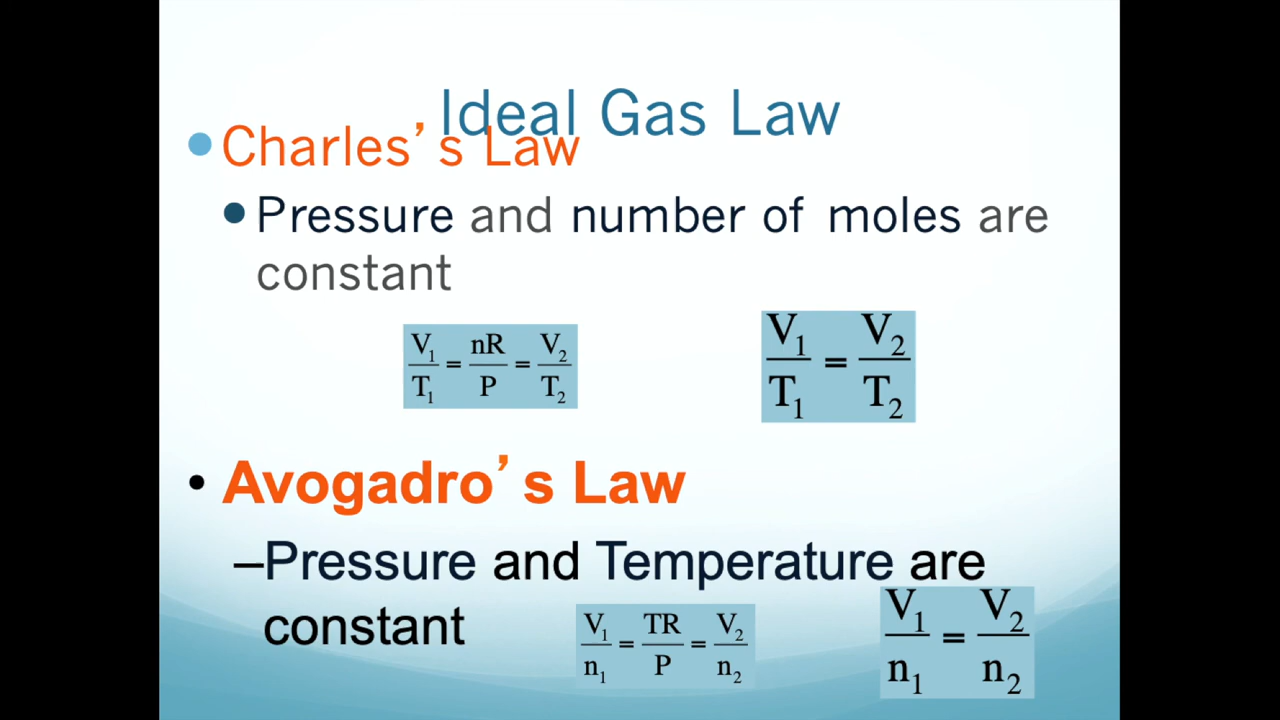 Ideal Gas Law
• Charles’s Law
• Pressure and number of moles are
constant
V₁/T₁ = nR/P = V₂/T₂
V₁/T₁ = V₂/T₂
• Avogadro’s Law
–Pressure and Temperature are
constant
V₁/n₁ = TR/P = V₂/n₂
V₁/n₁ = V₂/n₂